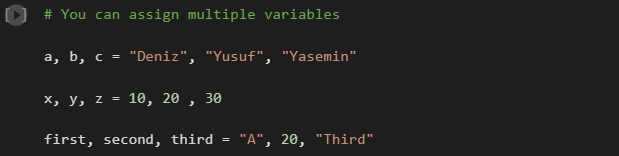 # You can assign multiple variables
a, b, c = "Deniz", "Yusuf", "Yasemin"
x, y, z = 10, 20 , 30
first, second, third = "A", 20, "Third"